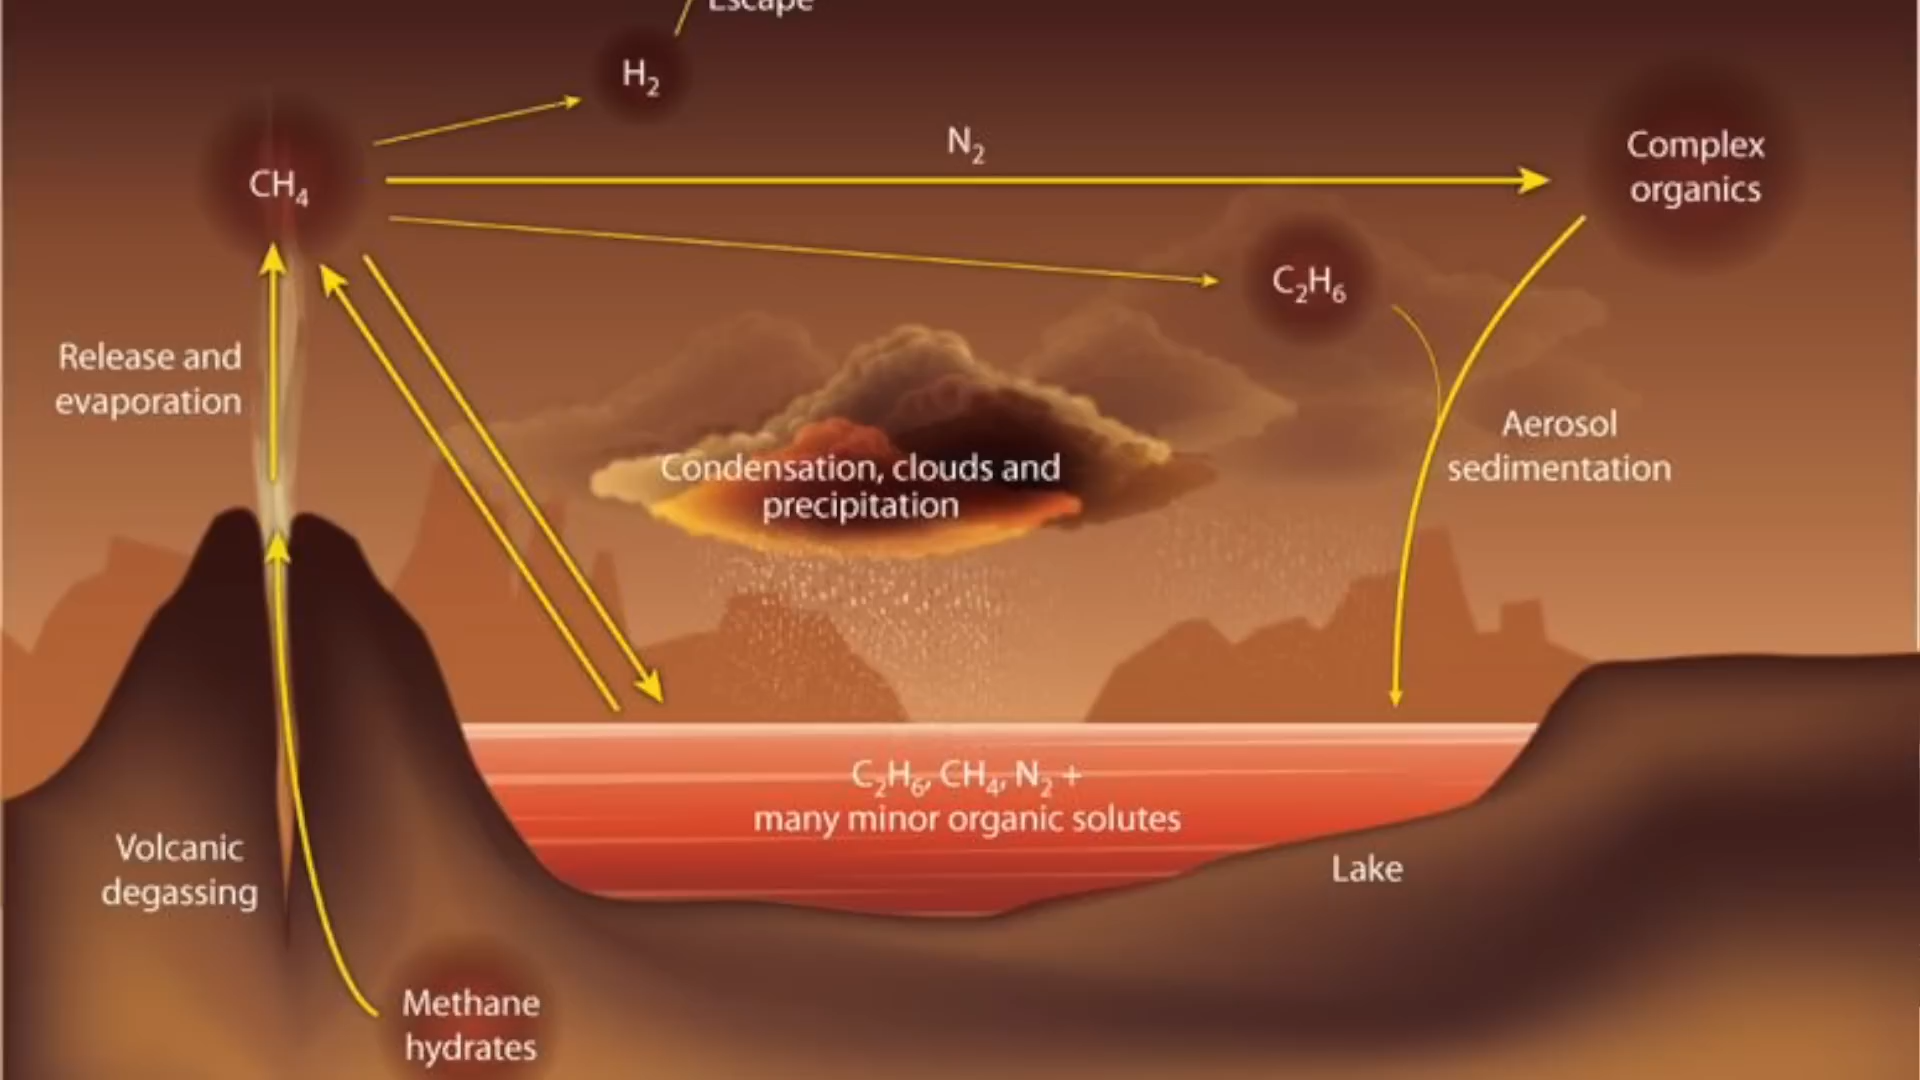 Escape
H₂
N₂
CH₄
Complex
organics
C₂H₆
Release and
evaporation
Aerosol
sedimentation
Condensation, clouds and
precipitation
C₂H₆, CH₄, N₂ +
many minor organic solutes
Lake
Volcanic
degassing
Methane
hydrates